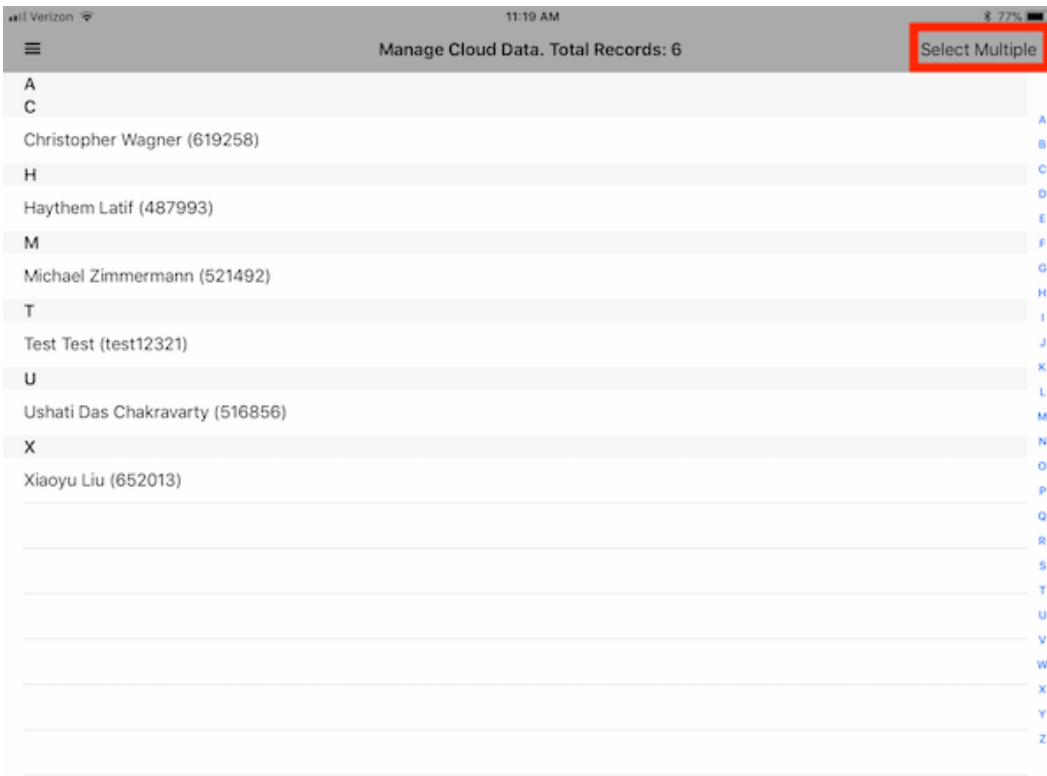 Verizon 11:19 AM 77%
Manage Cloud Data. Total Records: 6 Select Multiple
A
C
Christopher Wagner (619258)
H
Haythem Latif (487993)
M
Michael Zimmermann (521492)
T
Test Test (test12321)
U
Ushati Das Chakravarty (516856)
X
Xiaoyu Liu (652013)
A
B
C
D
E
F
G
H
I
J
K
L
M
N
O
P
Q
R
S
T
U
V
W
X
Y
Z